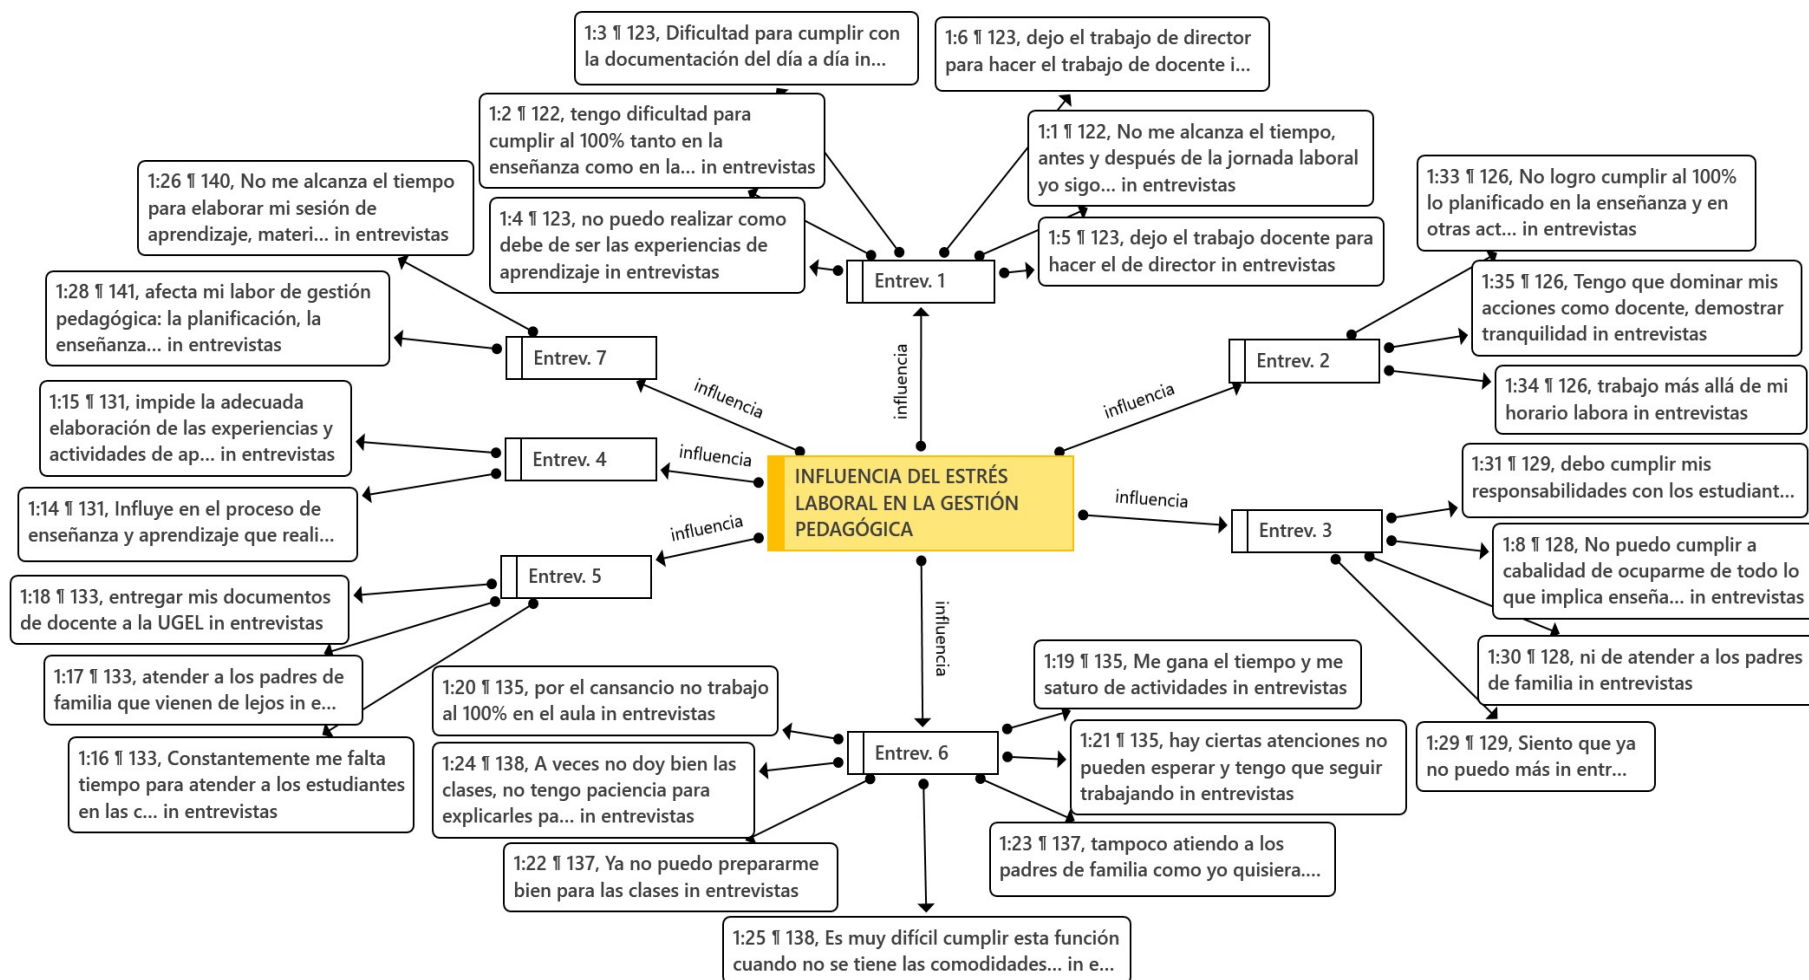 1:3 ¶ 123, Dificultad para cumplir con
la documentación del día a día in...
1:6 ¶ 123, dejo el trabajo de director
para hacer el trabajo de docente i...
1:2 ¶ 122, tengo dificultad para
cumplir al 100% tanto en la
enseñanza como en la... in entrevistas
1:1 ¶ 122, No me alcanza el tiempo,
antes y después de la jornada laboral
yo sigo... in entrevistas
1:26 ¶ 140, No me alcanza el tiempo
para elaborar mi sesión de
aprendizaje, materi... in entrevistas
1:33 ¶ 126, No logro cumplir al 100%
lo planificado en la enseñanza y en
otras act... in entrevistas
1:4 ¶ 123, no puedo realizar como
debe de ser las experiencias de
aprendizaje in entrevistas
1:5 ¶ 123, dejo el trabajo docente para
hacer el de director in entrevistas
Entrev. 1
1:28 ¶ 141, afecta mi labor de gestión
pedagógica: la planificación, la
enseñanza... in entrevistas
1:35 ¶ 126, Tengo que dominar mis
acciones como docente, demostrar
tranquilidad in entrevistas
Entrev. 7
Entrev. 2
influencia
influencia
influencia
1:15 ¶ 131, impide la adecuada
elaboración de las experiencias y
actividades de ap... in entrevistas
1:34 ¶ 126, trabajo más allá de mi
horario labora in entrevistas
Entrev. 4
influencia
INFLUENCIA DEL ESTRÉS
LABORAL EN LA GESTIÓN
PEDAGÓGICA
influencia
1:31 ¶ 129, debo cumplir mis
responsabilidades con los estudiant...
1:14 ¶ 131, Influye en el proceso de
enseñanza y aprendizaje que reali...
influencia
Entrev. 3
1:8 ¶ 128, No puedo cumplir a
cabalidad de ocuparme de todo lo
que implica enseña... in entrevistas
Entrev. 5
1:18 ¶ 133, entregar mis documentos
de docente a la UGEL in entrevistas
influencia
1:30 ¶ 128, ni de atender a los padres
de familia in entrevistas
1:17 ¶ 133, atender a los padres de
familia que vienen de lejos in e...
1:20 ¶ 135, por el cansancio no trabajo
al 100% en el aula in entrevistas
1:19 ¶ 135, Me gana el tiempo y me
saturo de actividades in entrevistas
1:29 ¶ 129, Siento que ya
no puedo más in entr...
1:16 ¶ 133, Constantemente me falta
tiempo para atender a los estudiantes
en las c... in entrevistas
Entrev. 6
1:21 ¶ 135, hay ciertas atenciones no
pueden esperar y tengo que seguir
trabajando in entrevistas
1:24 ¶ 138, A veces no doy bien las
clases, no tengo paciencia para
explicarles pa... in entrevistas
1:23 ¶ 137, tampoco atiendo a los
padres de familia como yo quisiera....
1:22 ¶ 137, Ya no puedo prepararme
bien para las clases in entrevistas
1:25 ¶ 138, Es muy difícil cumplir esta función
cuando no se tiene las comodidades... in e...